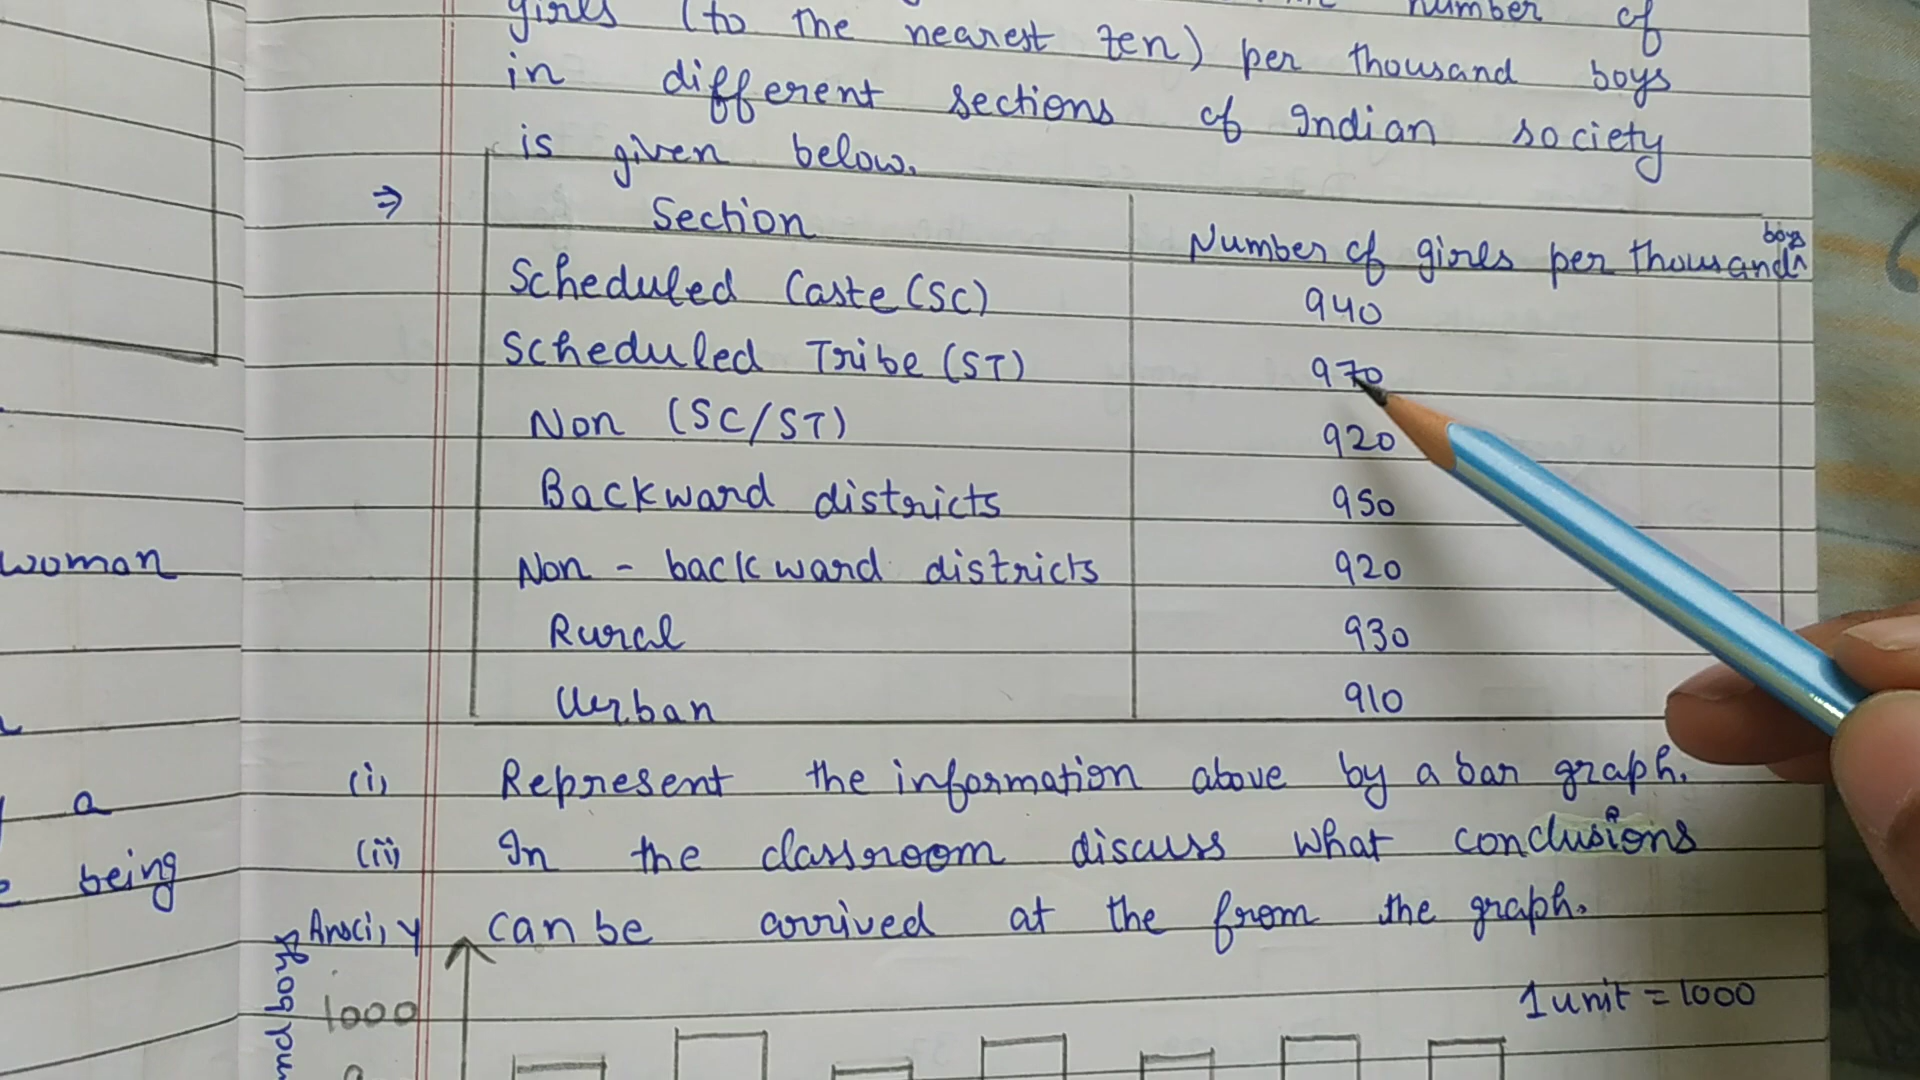 number of
girls (to the nearest ten) per thousand boys
in different sections of Indian society
is given below.
⇒ Section Number of girls per thousand boys
Scheduled Caste (SC) 940
Scheduled Tribe (ST) 970
Non (SC/ST) 920
Backward districts 950
Non - backward districts 920
Rural 930
Urban 910
woman
(i) Represent the information above by a bar graph.
a
(ii) In the classroom discuss what conclusions
being
Ans(i) Y can be arrived at the from the graph.
1000
1 unit = 1000